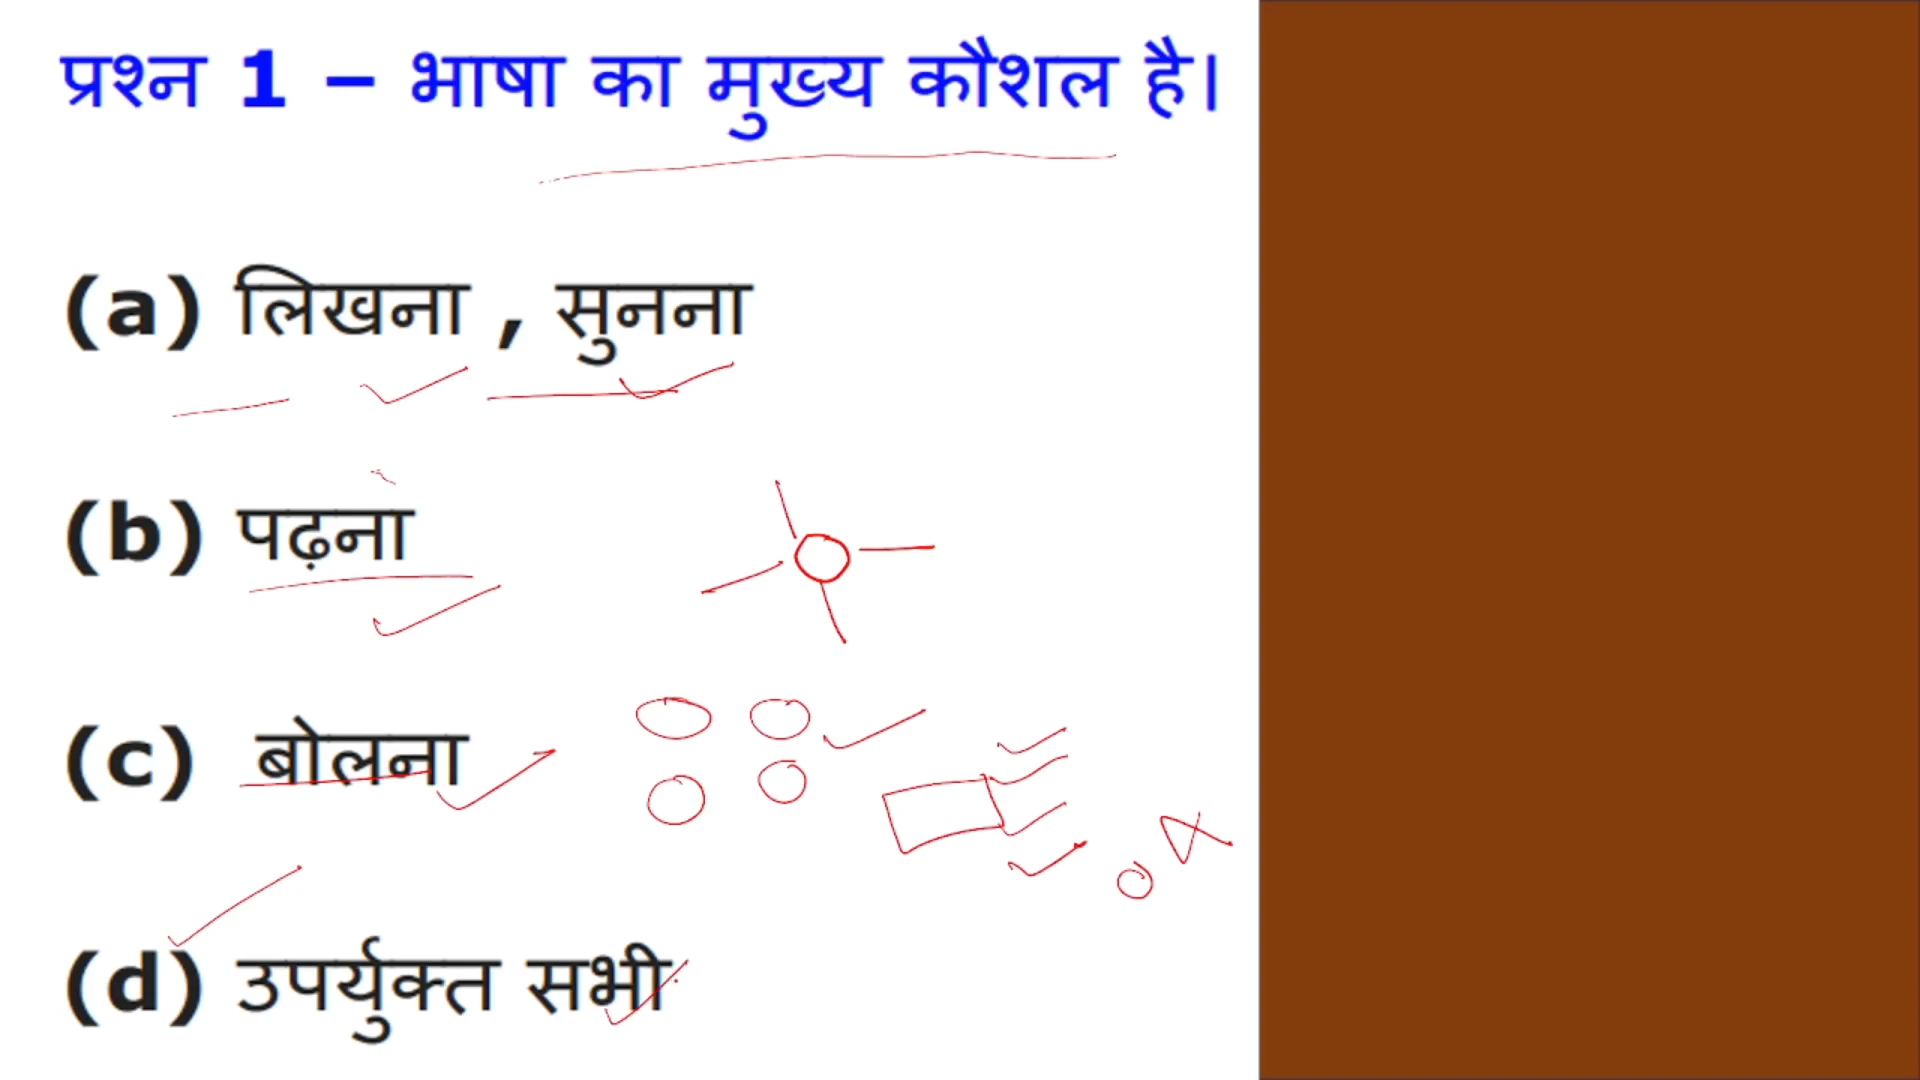 प्रश्न 1 – भाषा का मुख्य कौशल है।
(a) लिखना , सुनना
(b) पढ़ना
(c) बोलना
(d) उपर्युक्त सभी